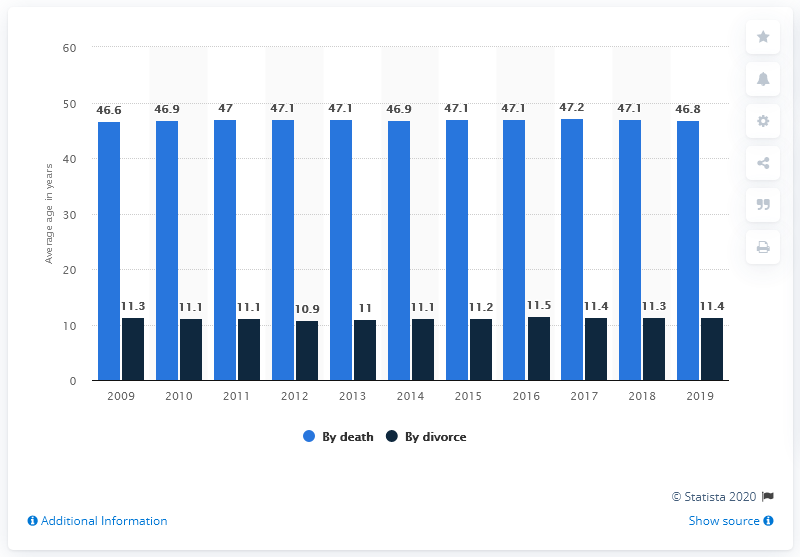 60
50
40
30
20
10
0
Average age in years
46.6 46.9 47 47.1 47.1 46.9 47.1 47.1 47.2 47.1 46.8
11.3 11.1 11.1 10.9 11 11.1 11.2 11.5 11.4 11.3 11.4
2009 2010 2011 2012 2013 2014 2015 2016 2017 2018 2019
By death By divorce
© Statista 2020
Additional Information Show source